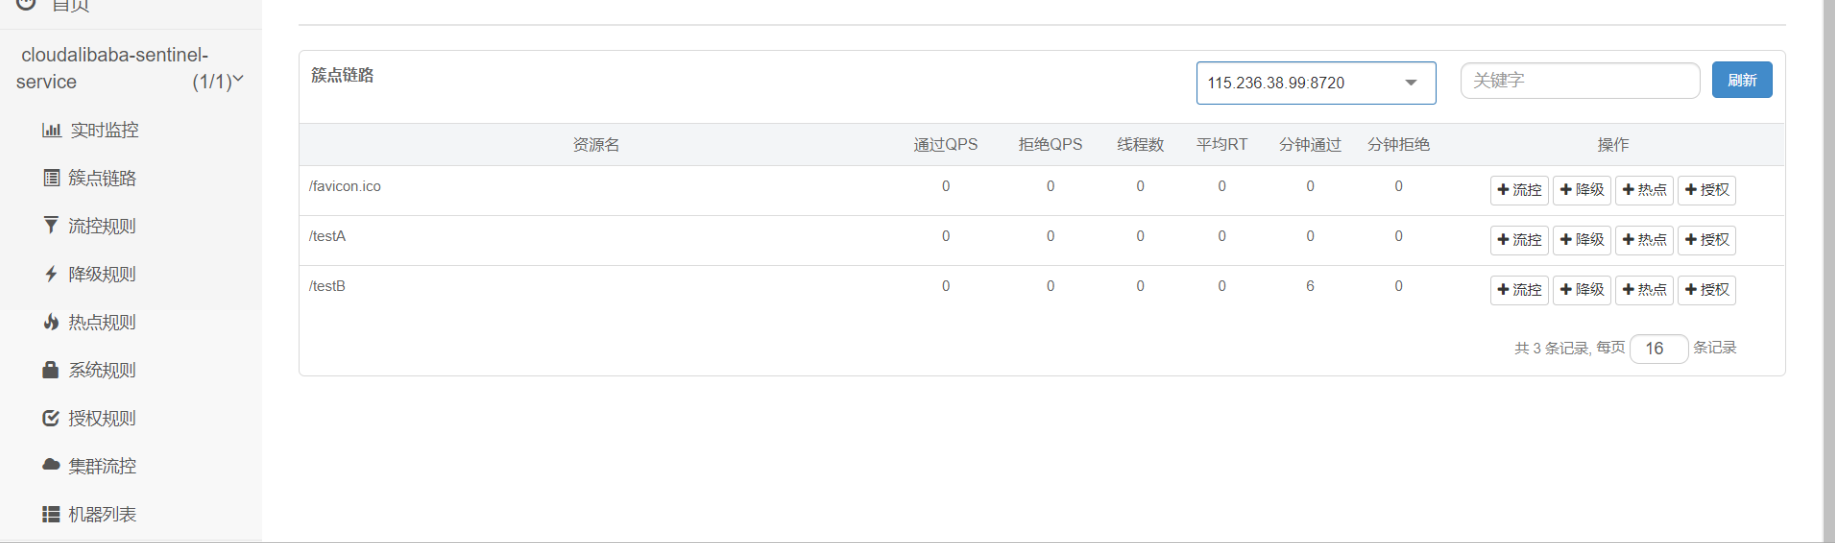 首页
cloudalibaba-sentinel-
service (1/1)
实时监控
簇点链路
流控规则
降级规则
热点规则
系统规则
授权规则
集群流控
机器列表
簇点链路 115.236.38.99:8720 关键字 刷新
资源名 通过QPS 拒绝QPS 线程数 平均RT 分钟通过 分钟拒绝 操作
/favicon.ico 0 0 0 0 0 0 流控 降级 热点 授权
/testA 0 0 0 0 0 0 流控 降级 热点 授权
/testB 0 0 0 0 6 0 流控 降级 热点 授权
共 3 条记录, 每页 16 条记录